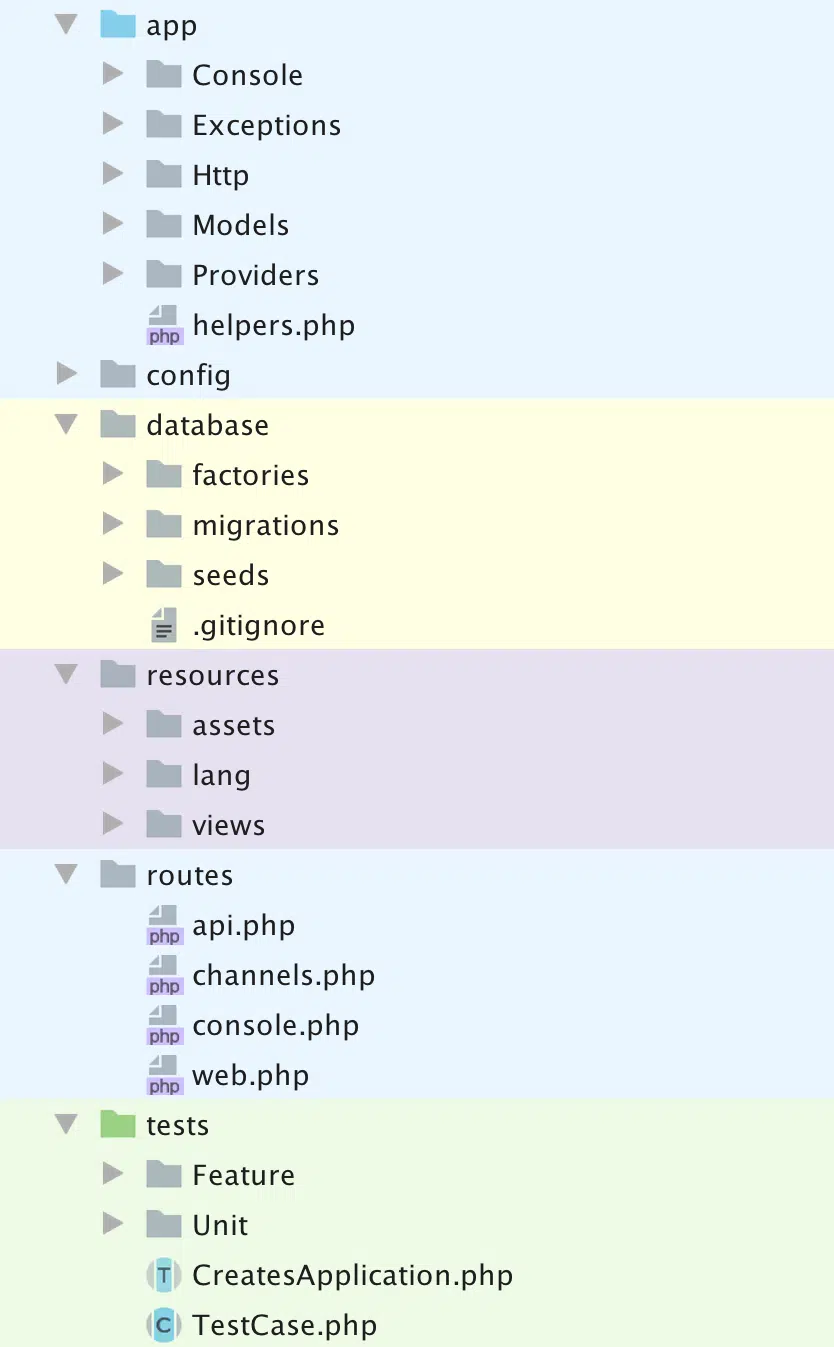 app
Console
Exceptions
Http
Models
Providers
php helpers.php
config
database
factories
migrations
seeds
.gitignore
resources
assets
lang
views
routes
php api.php
php channels.php
php console.php
php web.php
tests
Feature
Unit
T CreatesApplication.php
C TestCase.php